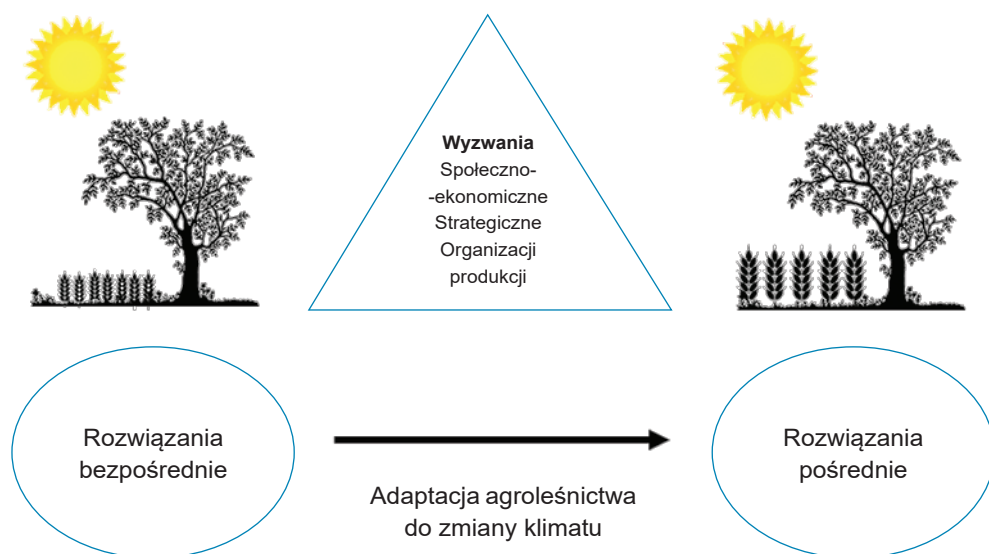 Wyzwania
Społeczno-
-ekonomiczne
Strategiczne
Organizacji
produkcji
Rozwiązania
bezpośrednie
Adaptacja agroleśnictwa
do zmiany klimatu
Rozwiązania
pośrednie